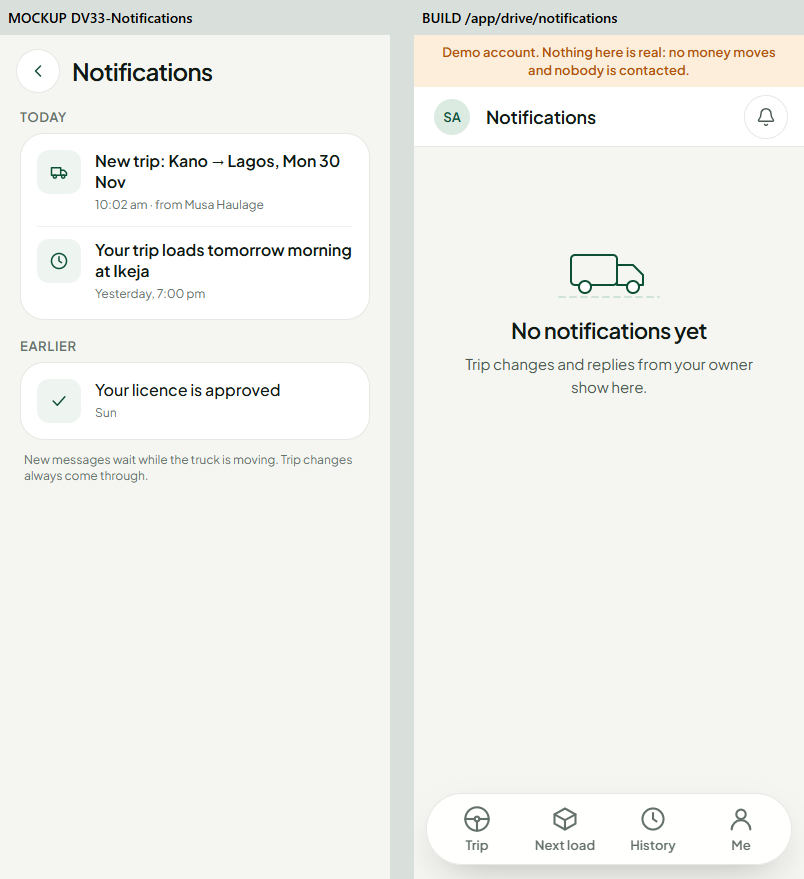 MOCKUP DV33-Notifications
Notifications
TODAY
New trip: Kano → Lagos, Mon 30
Nov
10:02 am · from Musa Haulage
Your trip loads tomorrow morning
at Ikeja
Yesterday, 7:00 pm
EARLIER
Your licence is approved
Sun
New messages wait while the truck is moving. Trip changes
always come through.
BUILD /app/drive/notifications
Demo account. Nothing here is real: no money moves
and nobody is contacted.
SA
Notifications
No notifications yet
Trip changes and replies from your owner
show here.
Trip
Next load
History
Me